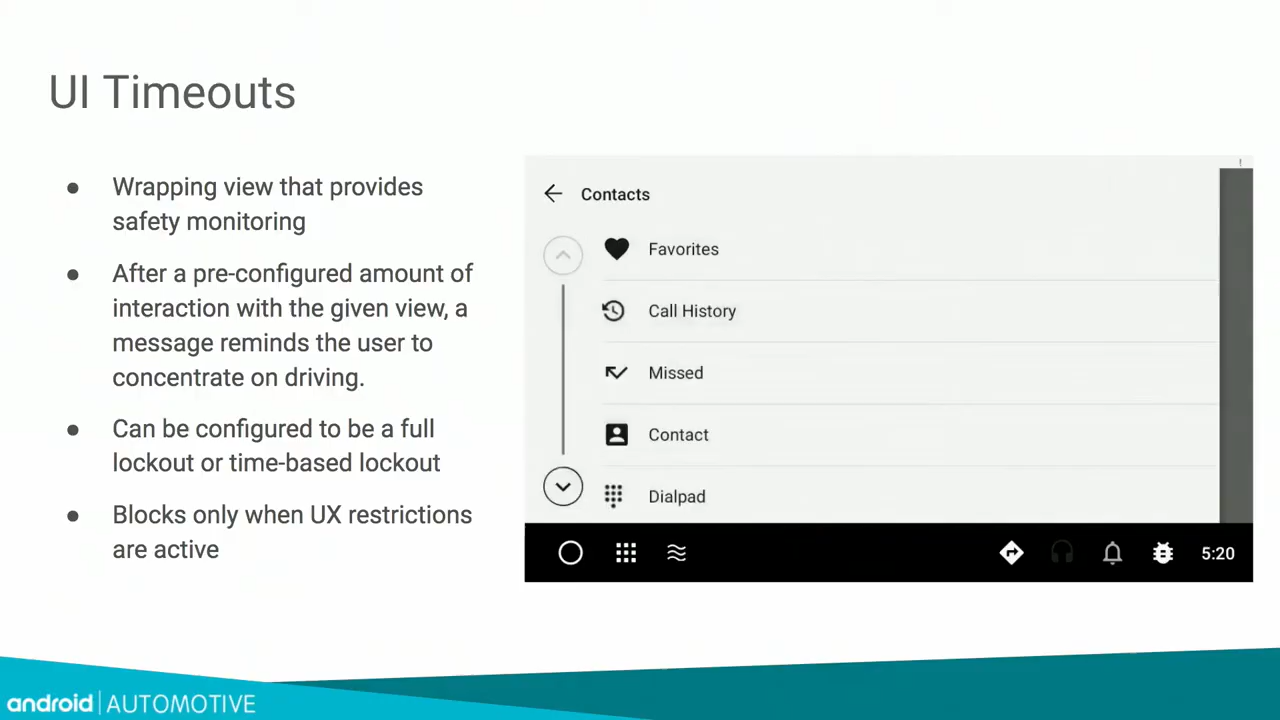 UI Timeouts
● Wrapping view that provides
safety monitoring
● After a pre-configured amount of
interaction with the given view, a
message reminds the user to
concentrate on driving.
● Can be configured to be a full
lockout or time-based lockout
● Blocks only when UX restrictions
are active
Contacts
Favorites
Call History
Missed
Contact
Dialpad
5:20
android | AUTOMOTIVE